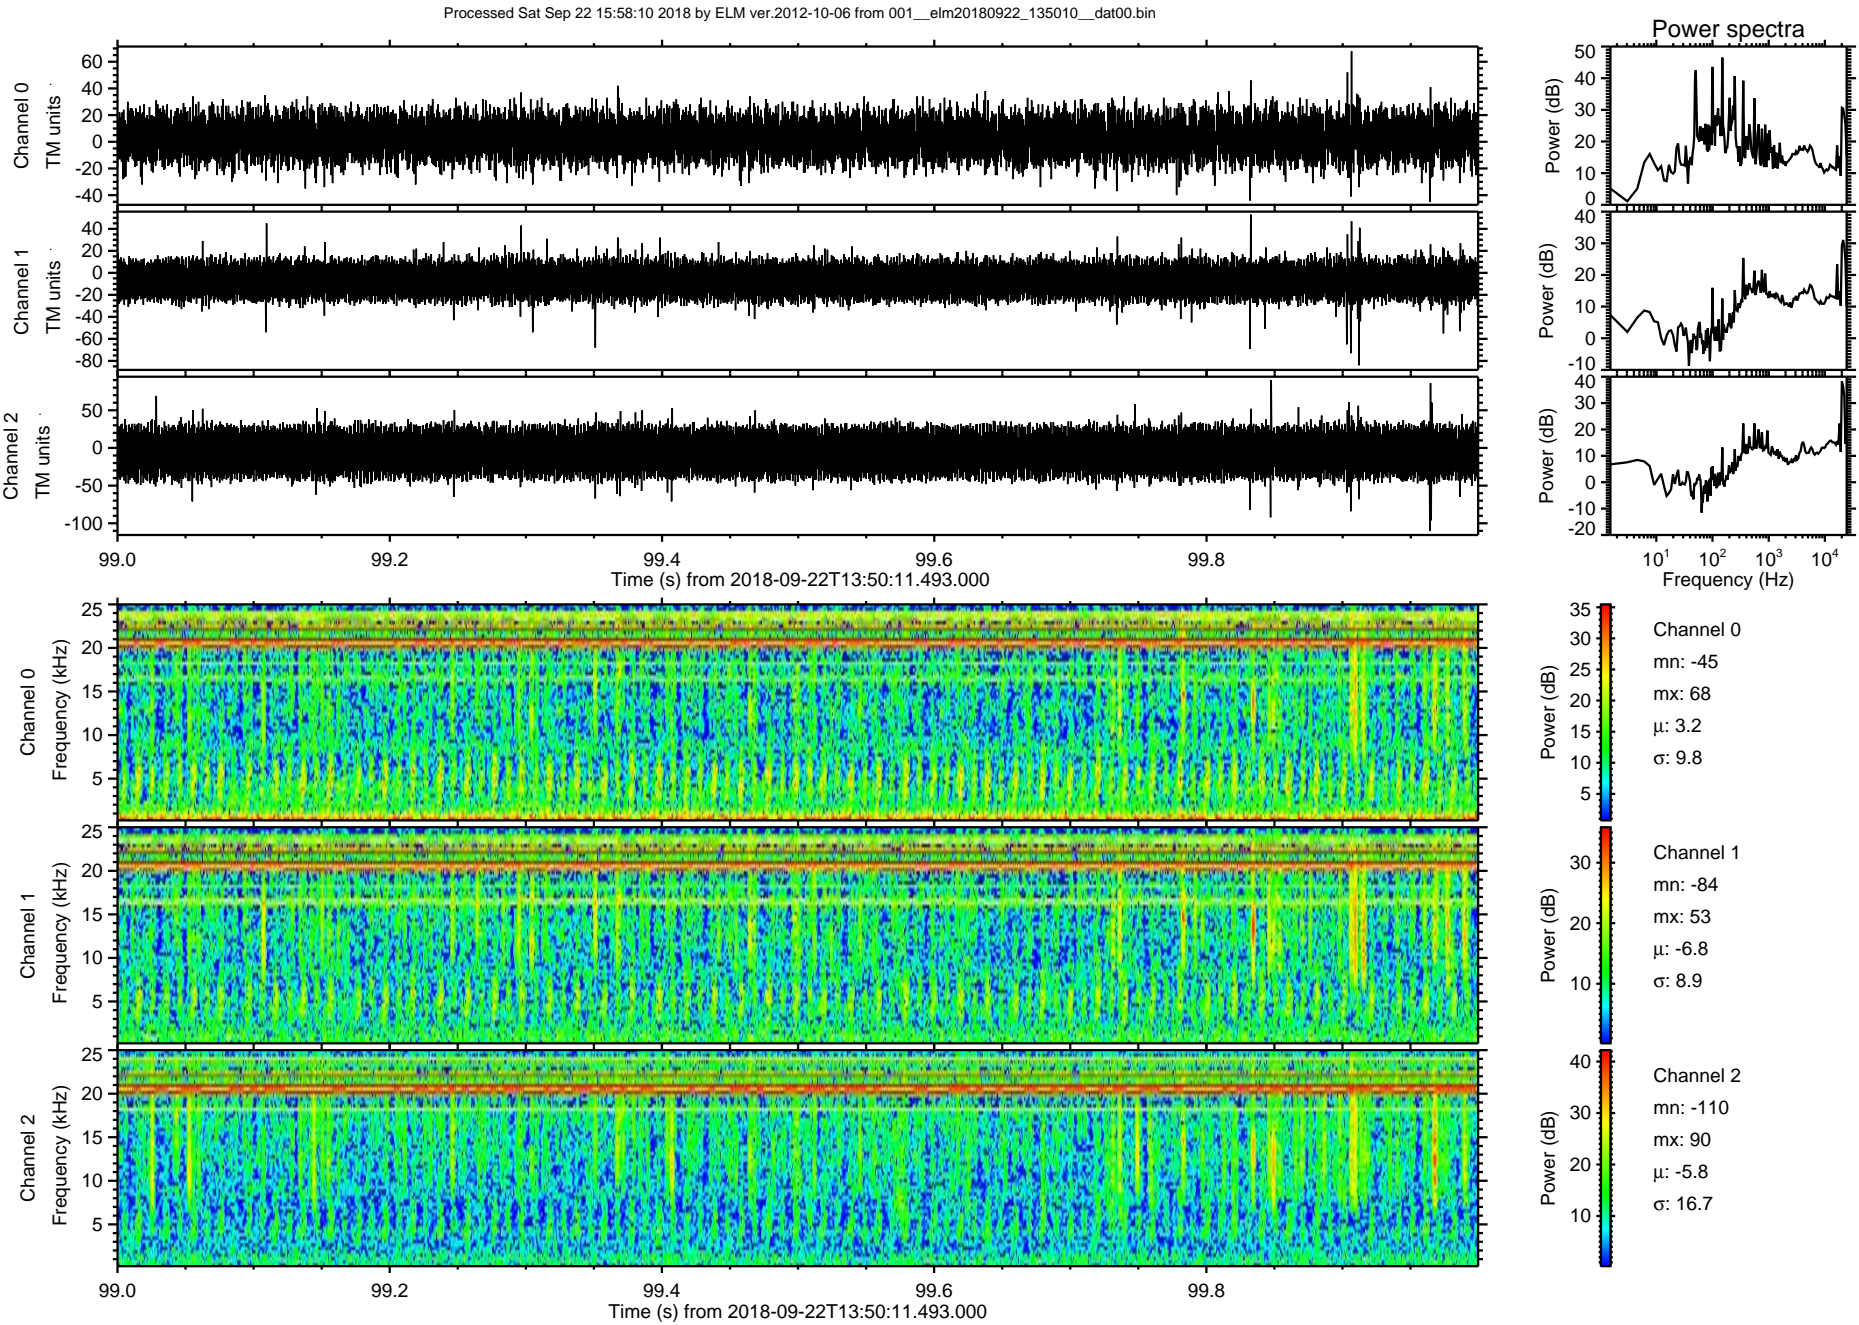 Processed Sat Sep 22 15:58:10 2018 by ELM ver.2012-10-06 from 001__elm20180922_135010__dat00.bin
Power spectra
Channel 0
TM units
60
40
20
0
-20
-40
Power (dB)
50
40
30
20
10
0
Channel 1
TM units
40
20
0
-20
-40
-60
-80
Power (dB)
40
30
20
10
0
-10
Channel 2
TM units
50
0
-50
-100
Power (dB)
40
30
20
10
0
-10
-20
99.0 99.2 99.4 99.6 99.8
Time (s) from 2018-09-22T13:50:11.493.000
10¹ 10² 10³ 10⁴
Frequency (Hz)
Channel 0
Frequency (kHz)
25
20
15
10
5
Power (dB)
35
30
25
20
15
10
5
Channel 0
mn: -45
mx: 68
μ: 3.2
σ: 9.8
Channel 1
Frequency (kHz)
25
20
15
10
5
Power (dB)
30
20
10
Channel 1
mn: -84
mx: 53
μ: -6.8
σ: 8.9
Channel 2
Frequency (kHz)
25
20
15
10
5
Power (dB)
40
30
20
10
Channel 2
mn: -110
mx: 90
μ: -5.8
σ: 16.7
99.0 99.2 99.4 99.6 99.8
Time (s) from 2018-09-22T13:50:11.493.000